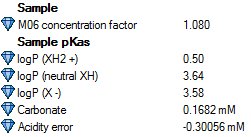 Sample
M06 concentration factor 1.080
Sample pKas
logP (XH2 +) 0.50
logP (neutral XH) 3.64
logP (X -) 3.58
Carbonate 0.1682 mM
Acidity error -0.30056 mM